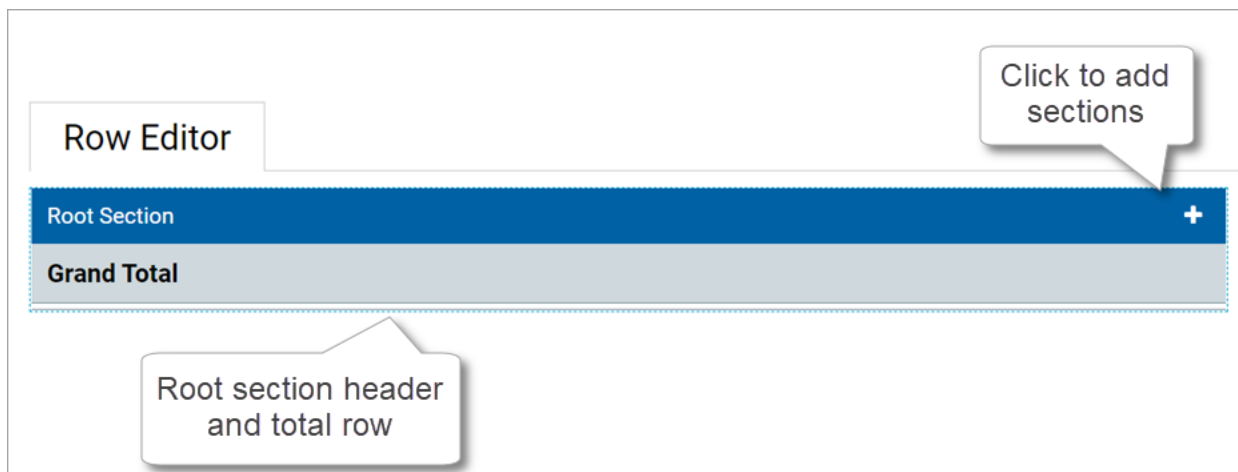 Click to add
sections
Row Editor
Root Section
Grand Total
Root section header
and total row